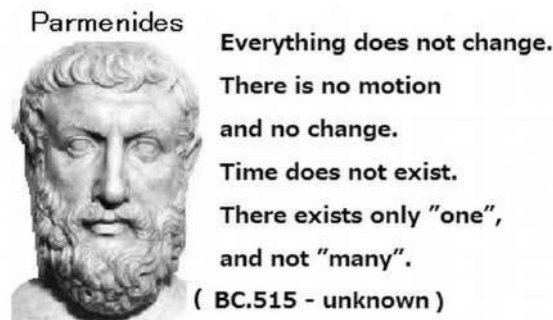 Parmenides
Everything does not change.
There is no motion
and no change.
Time does not exist.
There exists only "one",
and not "many".
( BC.515 - unknown )